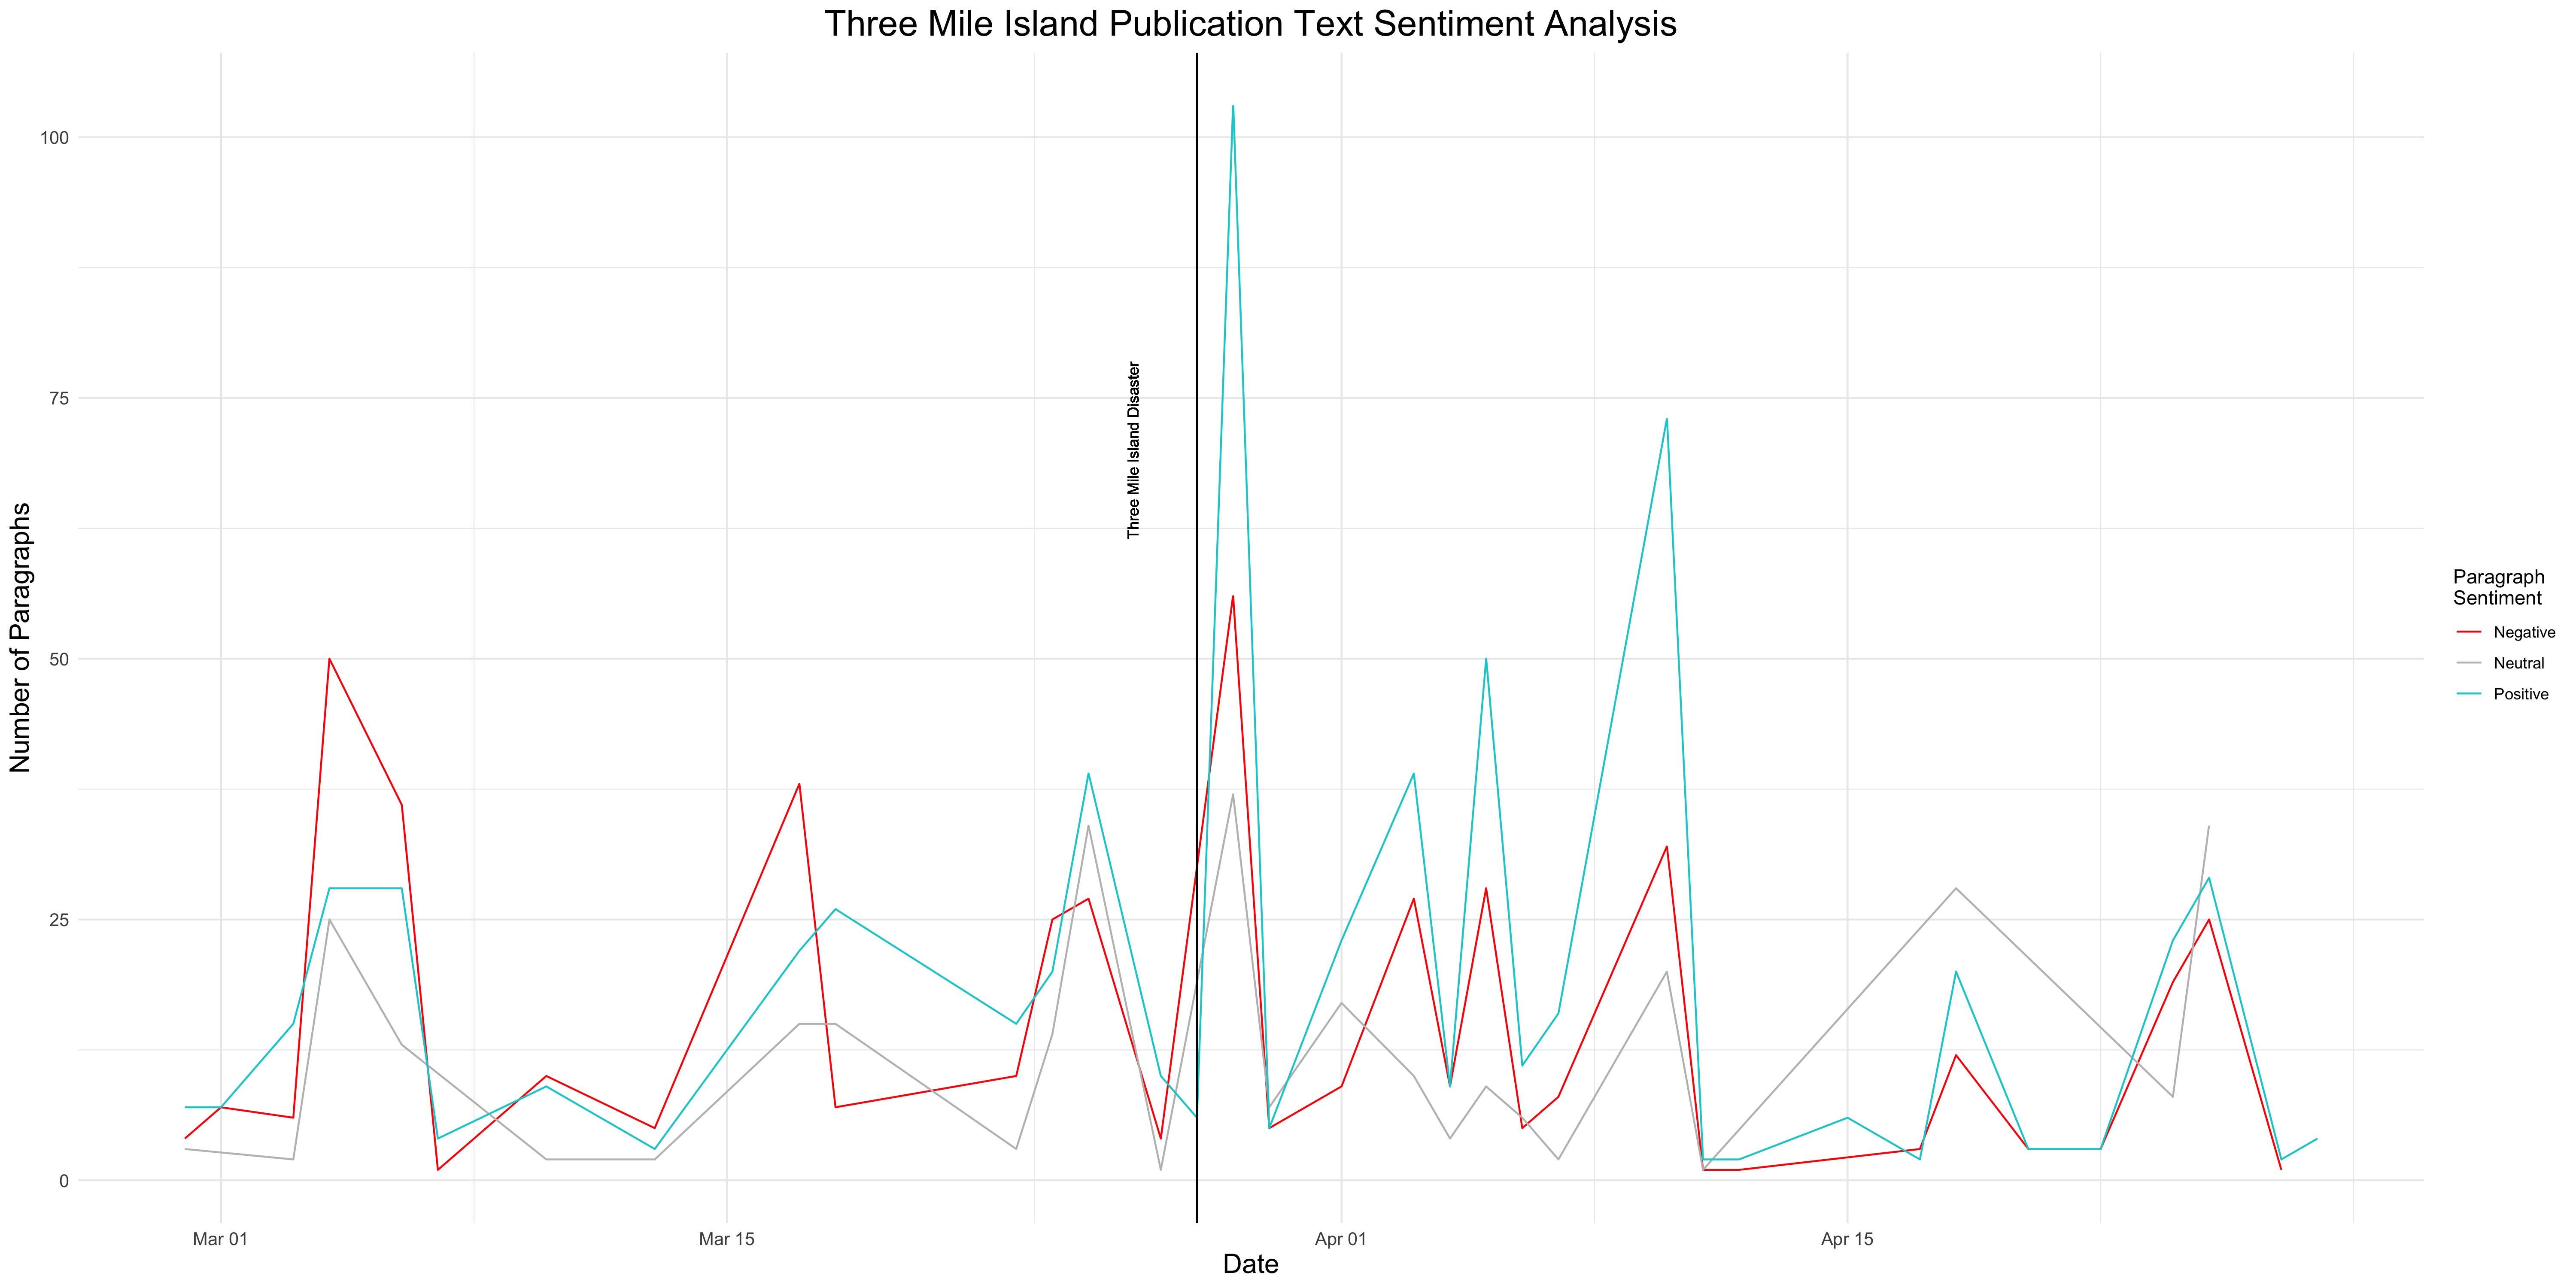 Three Mile Island Publication Text Sentiment Analysis
Number of Paragraphs
100
75
50
25
0
Three Mile Island Disaster
Mar 01
Mar 15
Apr 01
Apr 15
Date
Paragraph
Sentiment
Negative
Neutral
Positive